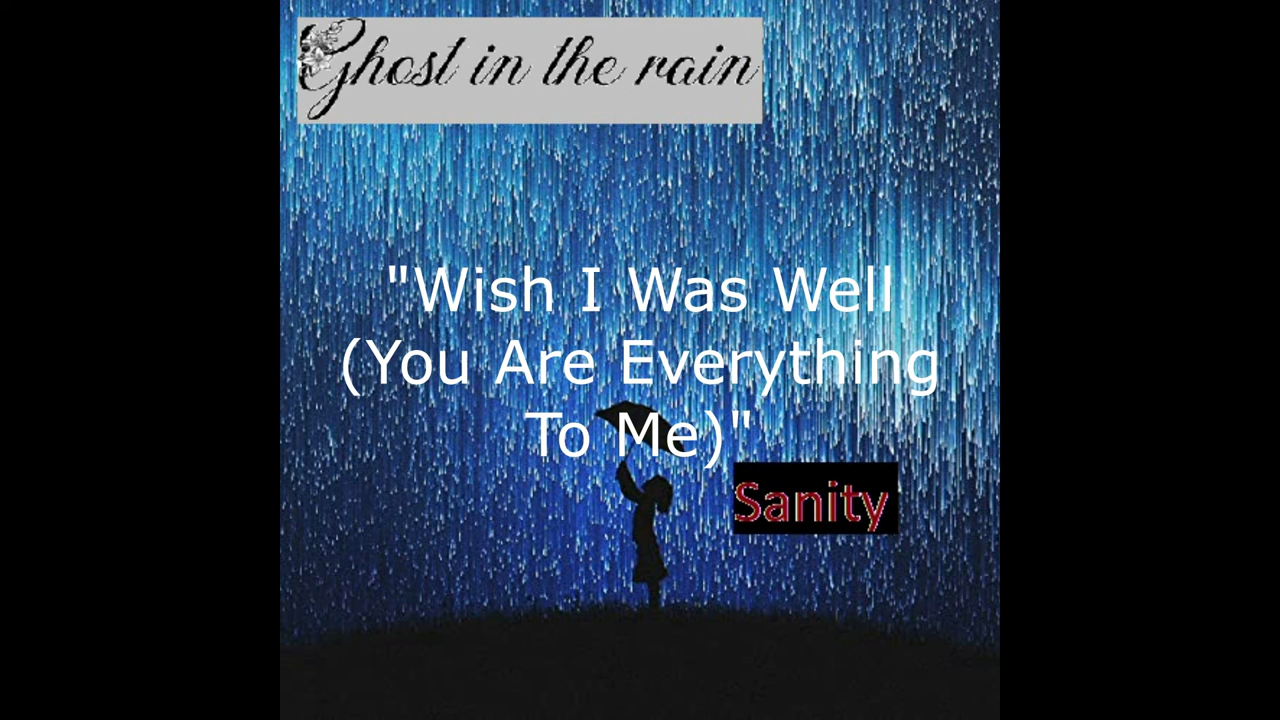 Ghost in the rain
"Wish I Was Well
(You Are Everything
To Me)"
Sanity